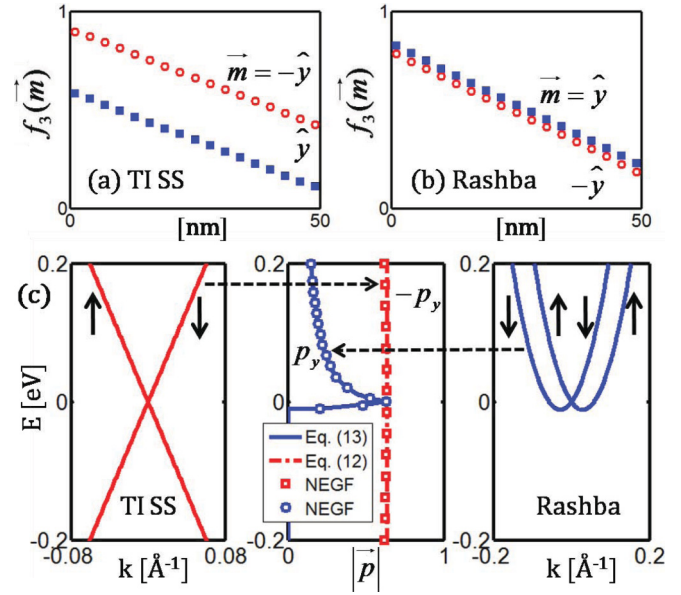 1
f₃(m⃗)
m⃗ = -ŷ
ŷ
(a) TI SS
0
0
[nm]
50
1
f₃(m⃗)
m⃗ = ŷ
-ŷ
(b) Rashba
0
0
[nm]
50
(c)
E [eV]
0.2
0
-0.2
TI SS
-0.08
0.08
k [Å⁻¹]
0.2
0
0.2
-p_y
p_y
Eq. (13)
Eq. (12)
NEGF
NEGF
0
1
|p⃗|
0.2
0
-0.2
Rashba
-0.2
0.2
k [Å⁻¹]